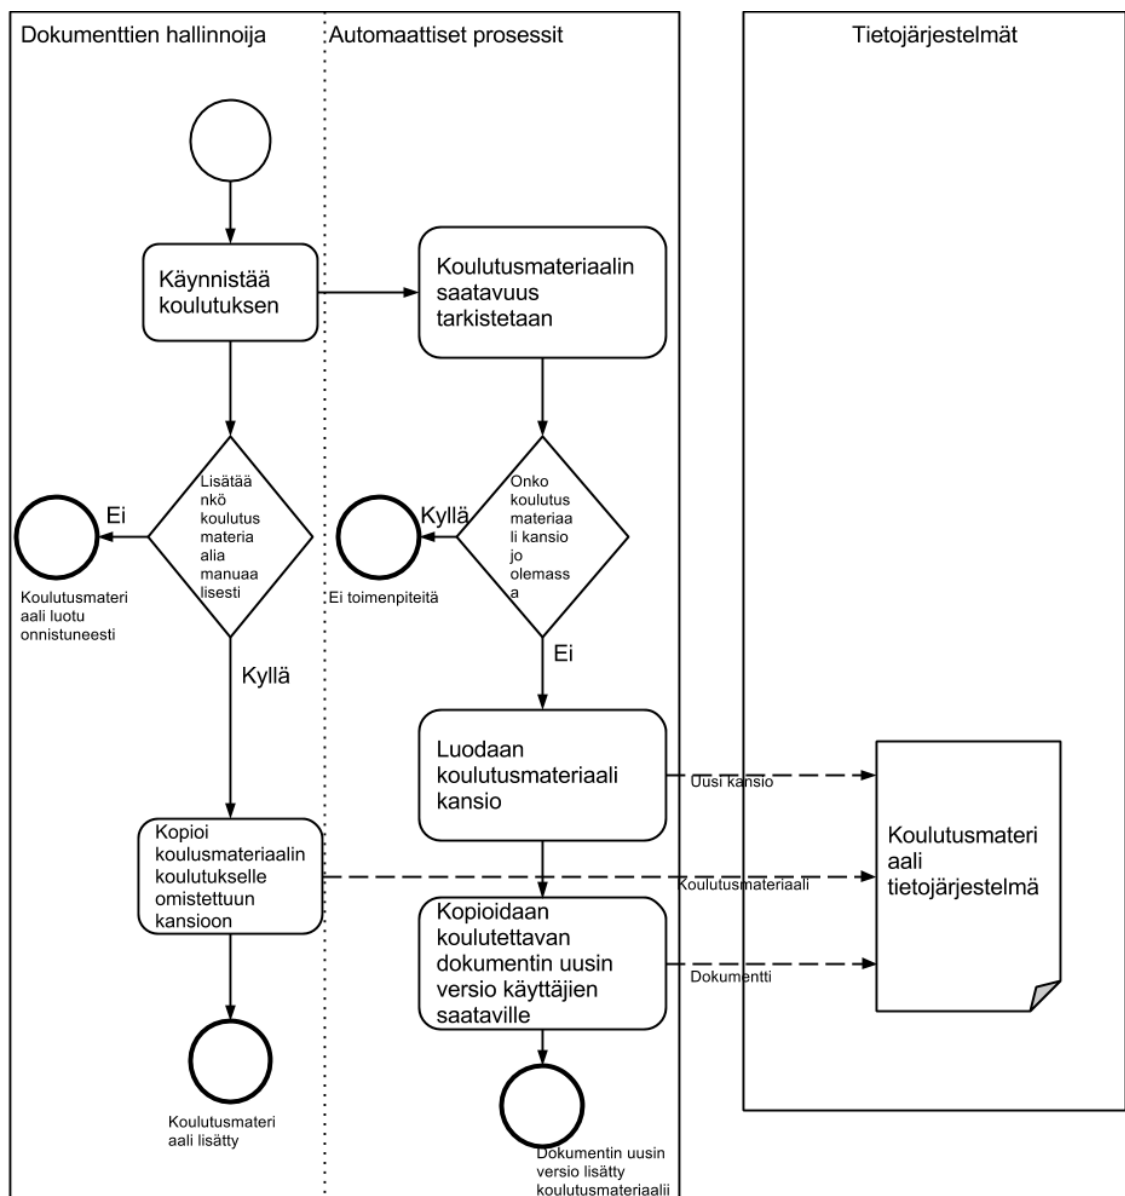 Dokumenttien hallinnoija
Automaattiset prosessit
Tietojärjestelmät
Käynnistää
koulutuksen
Koulutusmateriaalin
saatavuus
tarkistetaan
Lisätää
nkö
koulutus
materia
alia
manuaa
lisesti
Ei
Koulutusmateri
aali luotu
onnistuneesti
Onko
koulutus
materiaa
li kansio
jo
olemass
a
Kyllä
Ei toimenpiteitä
Kyllä
Ei
Luodaan
koulutusmateriaali
kansio
Uusi kansio
Kopioi
koulusmateriaalin
koulutukselle
omistettuun
kansioon
Koulutusmateriaali
Koulutusmateri
aali
tietojärjestelmä
Kopioidaan
koulutettavan
dokumentin uusin
versio käyttäjien
saataville
Dokumentti
Koulutusmateri
aali lisätty
Dokumentin uusin
versio lisätty
koulutusmateriaalii